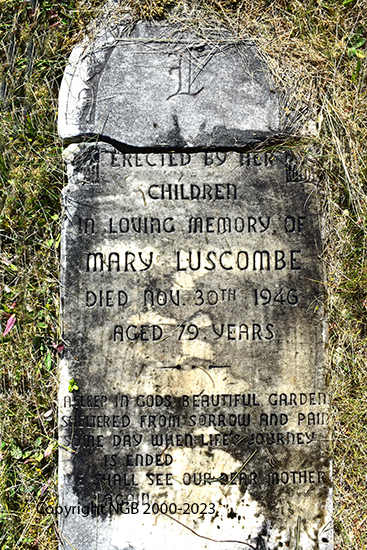 L
ERECTED BY HER
CHILDREN
IN LOVING MEMORY OF
MARY LUSCOMBE
DIED NOV. 30TH 1946
AGED 79 YEARS
ASLEEP IN GODS BEAUTIFUL GARDEN
SHELTERED FROM SORROW AND PAIN
SOME DAY WHEN LIFE'S JOURNEY
IS ENDED
WE SHALL SEE OUR DEAR MOTHER
AGAIN
Copyright NGB 2000-2023